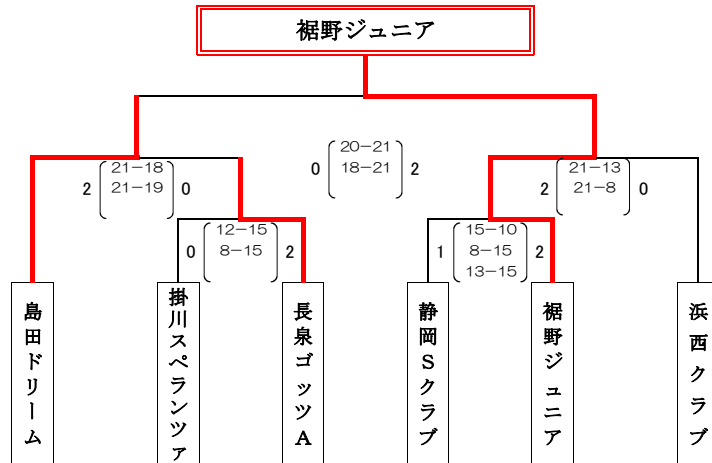 裾野ジュニア
20－21
0 18－21 2
21－18
2 21－19 0
21－13
2 21－8 0
12－15
0 8－15 2
15－10
1 8－15 2
13－15
島田ドリーム
掛川スペランツァ
長泉ゴッツA
静岡Sクラブ
裾野ジュニア
浜西クラブ